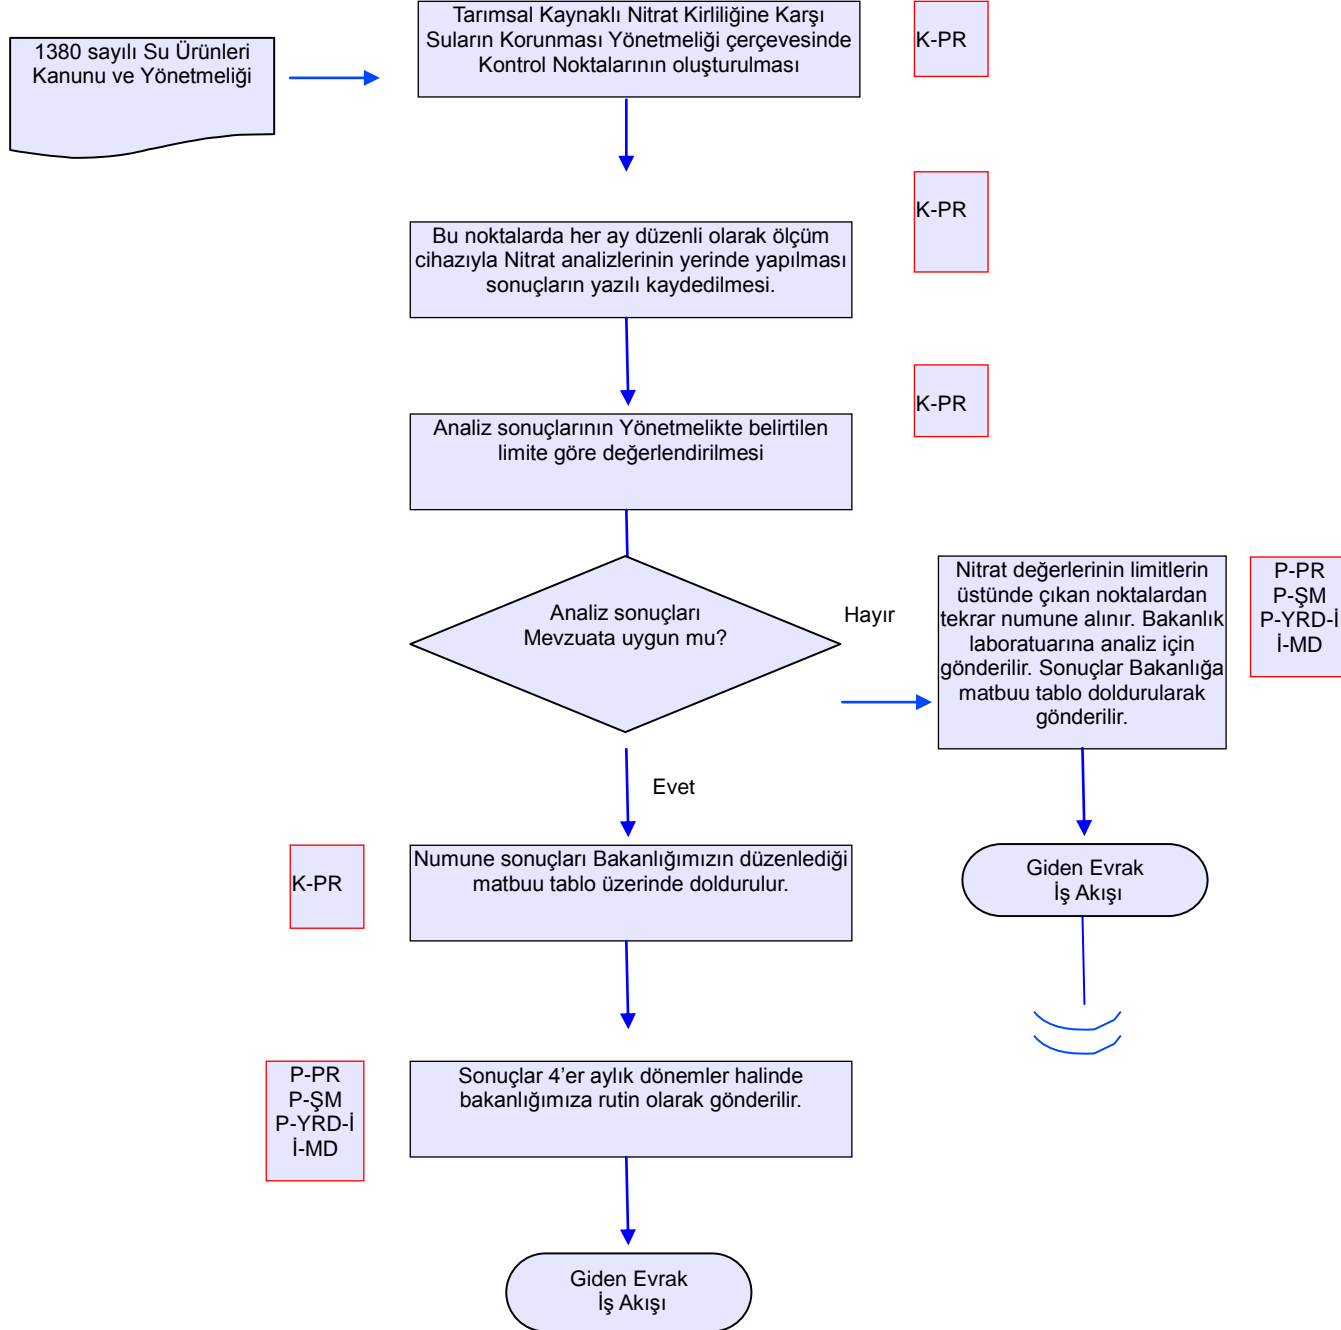 Tarımsal Kaynaklı Nitrat Kirliliğine Karşı
Suların Korunması Yönetmeliği çerçevesinde
Kontrol Noktalarının oluşturulması
K-PR
1380 sayılı Su Ürünleri
Kanunu ve Yönetmeliği
K-PR
Bu noktalarda her ay düzenli olarak ölçüm
cihazıyla Nitrat analizlerinin yerinde yapılması
sonuçların yazılı kaydedilmesi.
K-PR
Analiz sonuçlarının Yönetmelikte belirtilen
limite göre değerlendirilmesi
Analiz sonuçları
Mevzuata uygun mu?
Hayır
Nitrat değerlerinin limitlerin
üstünde çıkan noktalardan
tekrar numune alınır. Bakanlık
laboratuarına analiz için
gönderilir. Sonuçlar Bakanlığa
matbuu tablo doldurularak
gönderilir.
P-PR
P-ŞM
P-YRD-İ
İ-MD
Evet
K-PR
Numune sonuçları Bakanlığımızın düzenlediği
matbuu tablo üzerinde doldurulur.
Giden Evrak
İş Akışı
P-PR
P-ŞM
P-YRD-İ
İ-MD
Sonuçlar 4’er aylık dönemler halinde
bakanlığımıza rutin olarak gönderilir.
Giden Evrak
İş Akışı